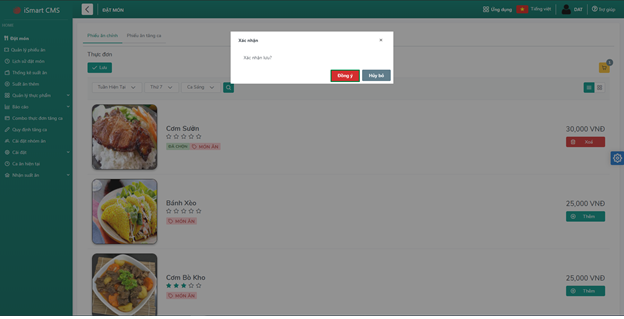 iSmart CMS
ĐẶT MÓN
Ứng dụng
Tiếng việt
DAT
Trợ giúp
HOME
Đặt món
Quản lý phiếu ăn
Lịch sử đặt món
Thống kê suất ăn
Suất ăn thêm
Quản lý thực phẩm
Báo cáo
Combo thực đơn tăng ca
Quy định tăng ca
Cài đặt nhóm ăn
Cài đặt
Ca ăn hiện tại
Nhận suất ăn
Phiếu ăn chính
Phiếu ăn tăng ca
Thực đơn
Lưu
Tuần Hiện Tại
Thứ 7
Ca Sáng
Xác nhận
×
Xác nhận lưu?
Đồng ý
Hủy bỏ
Cơm Sườn
ĐÃ CHỌN
MÓN ĂN
30,000 VNĐ
Xoá
Bánh Xèo
MÓN ĂN
25,000 VNĐ
Thêm
Cơm Bò Kho
MÓN ĂN
25,000 VNĐ
Thêm